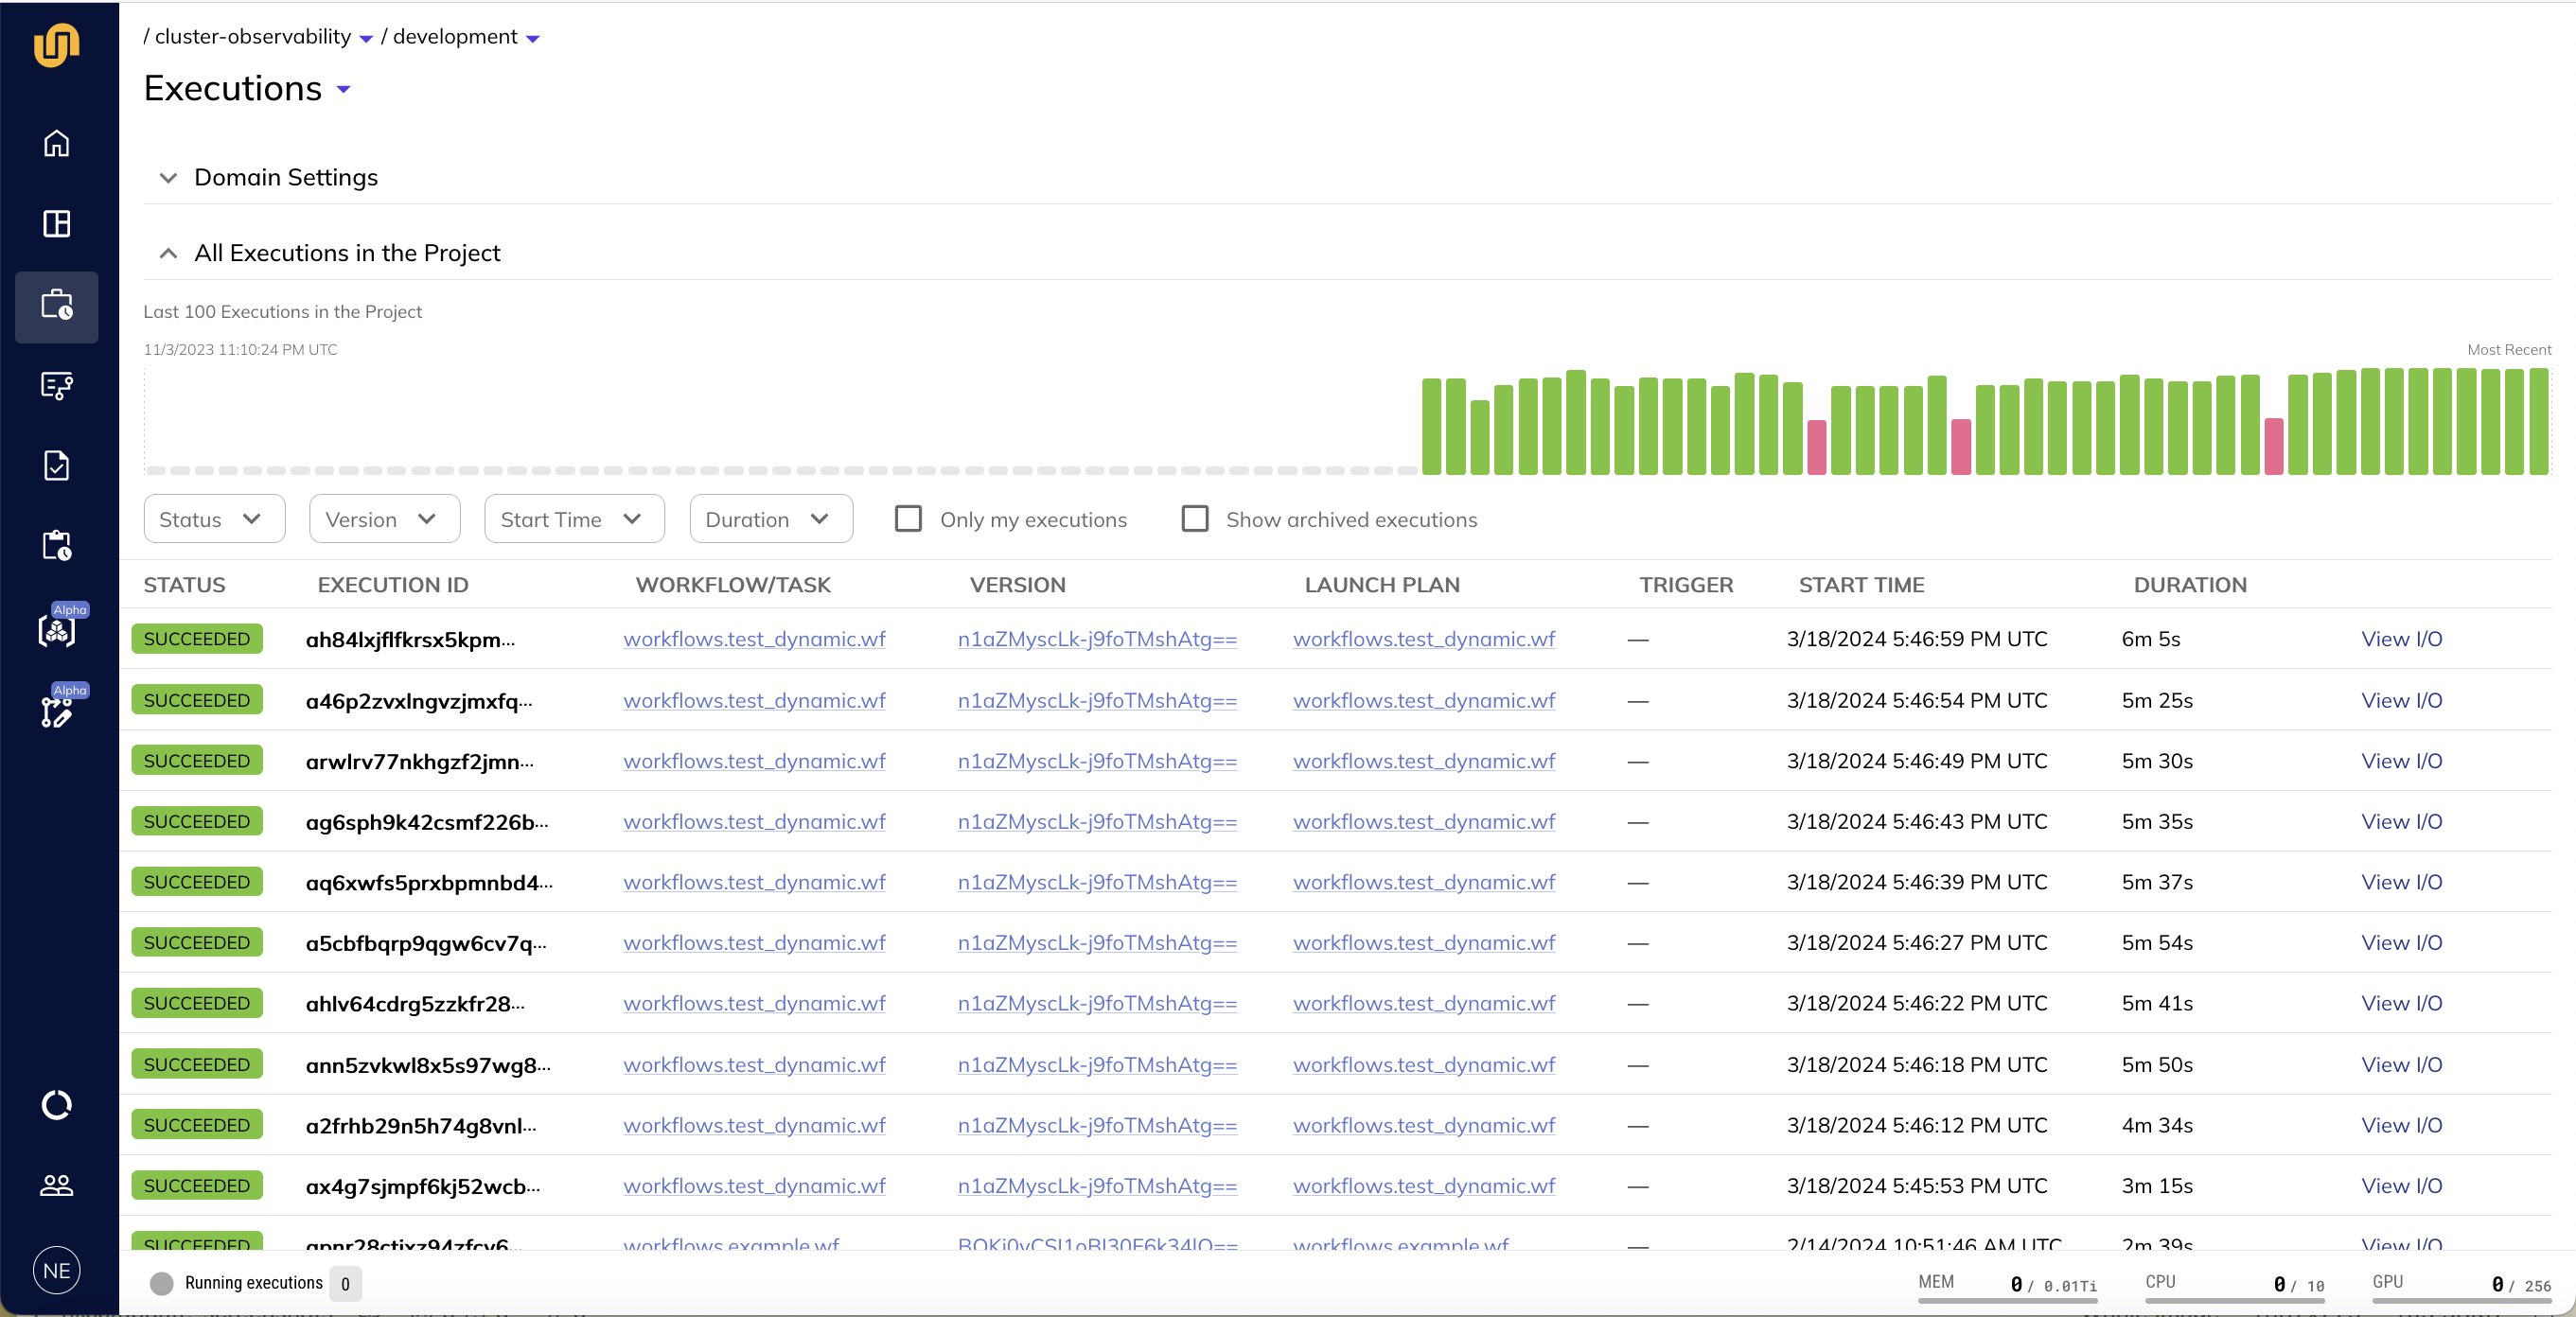 / cluster-observability / development
Executions
Domain Settings
All Executions in the Project
Last 100 Executions in the Project
11/3/2023 11:10:24 PM UTC
Most Recent
Status Version Start Time Duration Only my executions Show archived executions
STATUS EXECUTION ID WORKFLOW/TASK VERSION LAUNCH PLAN TRIGGER START TIME DURATION
SUCCEEDED ah84lxjflfkrsx5kpm... workflows.test_dynamic.wf n1aZMyscLk-j9foTMshAtg== workflows.test_dynamic.wf — 3/18/2024 5:46:59 PM UTC 6m 5s View I/O
SUCCEEDED a46p2zvxlngvzjmxfq... workflows.test_dynamic.wf n1aZMyscLk-j9foTMshAtg== workflows.test_dynamic.wf — 3/18/2024 5:46:54 PM UTC 5m 25s View I/O
SUCCEEDED arwlrv77nkhgzf2jmn... workflows.test_dynamic.wf n1aZMyscLk-j9foTMshAtg== workflows.test_dynamic.wf — 3/18/2024 5:46:49 PM UTC 5m 30s View I/O
SUCCEEDED ag6sph9k42csmf226b... workflows.test_dynamic.wf n1aZMyscLk-j9foTMshAtg== workflows.test_dynamic.wf — 3/18/2024 5:46:43 PM UTC 5m 35s View I/O
SUCCEEDED aq6xwfs5prxbpmnbd4... workflows.test_dynamic.wf n1aZMyscLk-j9foTMshAtg== workflows.test_dynamic.wf — 3/18/2024 5:46:39 PM UTC 5m 37s View I/O
SUCCEEDED a5cbfbqrp9qgw6cv7q... workflows.test_dynamic.wf n1aZMyscLk-j9foTMshAtg== workflows.test_dynamic.wf — 3/18/2024 5:46:27 PM UTC 5m 54s View I/O
SUCCEEDED ahlv64cdrg5zzkfr28... workflows.test_dynamic.wf n1aZMyscLk-j9foTMshAtg== workflows.test_dynamic.wf — 3/18/2024 5:46:22 PM UTC 5m 41s View I/O
SUCCEEDED ann5zvkwl8x5s97wg8... workflows.test_dynamic.wf n1aZMyscLk-j9foTMshAtg== workflows.test_dynamic.wf — 3/18/2024 5:46:18 PM UTC 5m 50s View I/O
SUCCEEDED a2frhb29n5h74g8vnl... workflows.test_dynamic.wf n1aZMyscLk-j9foTMshAtg== workflows.test_dynamic.wf — 3/18/2024 5:46:12 PM UTC 4m 34s View I/O
SUCCEEDED ax4g7sjmpf6kj52wcb... workflows.test_dynamic.wf n1aZMyscLk-j9foTMshAtg== workflows.test_dynamic.wf — 3/18/2024 5:45:53 PM UTC 3m 15s View I/O
SUCCEEDED workflows.example.wf workflows.example.wf — 2/14/2024 10:51:46 AM UTC 2m 39s View I/O
Alpha
Alpha
NE
Running executions 0
MEM 0 / 0.01Ti CPU 0 / 10 GPU 0 / 256